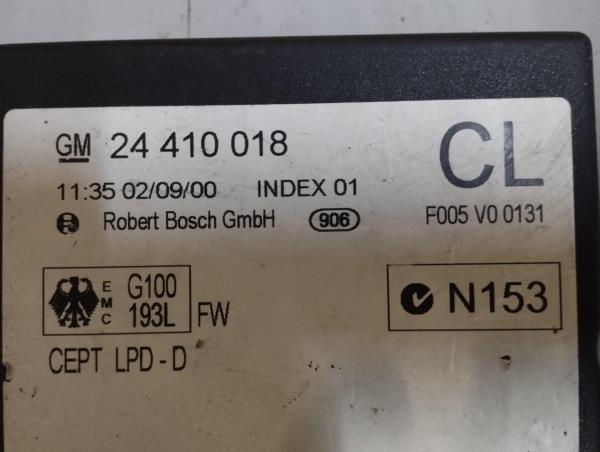 GM 24 410 018
CL
11:35 02/09/00 INDEX 01
Robert Bosch GmbH 906
F005 V0 0131
EMC G100 193L FW
N153
CEPT LPD - D